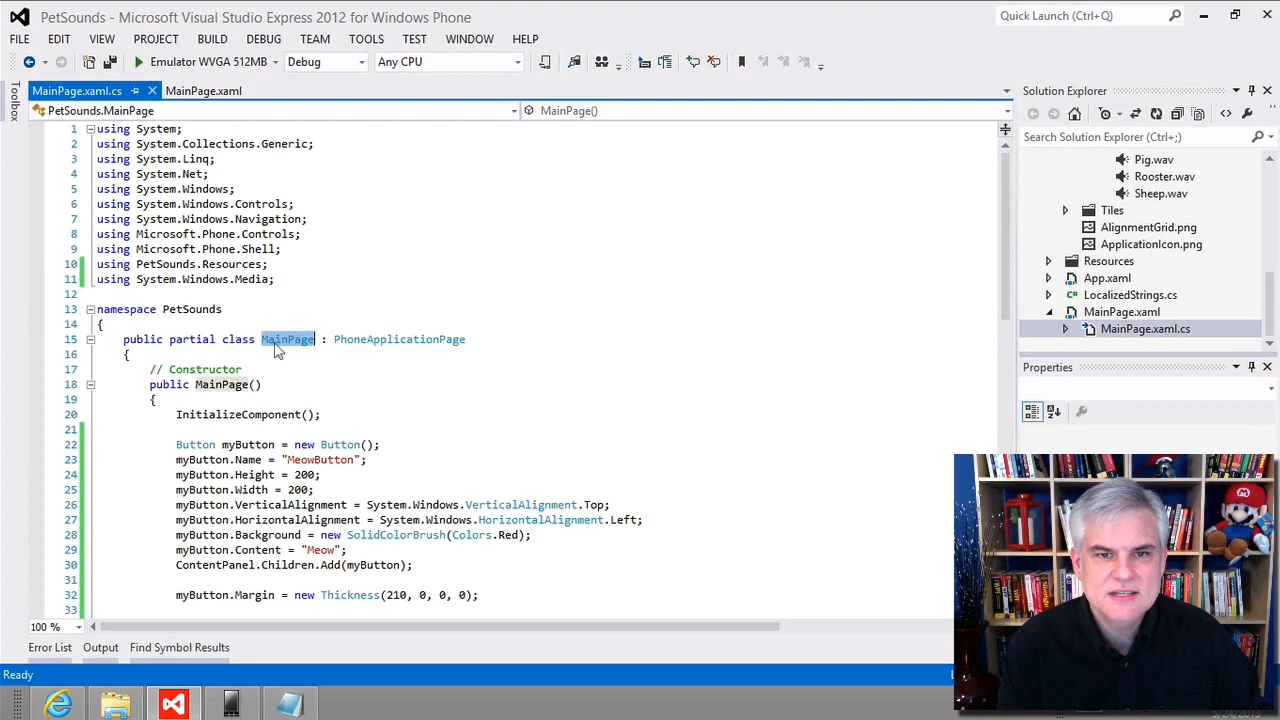 PetSounds - Microsoft Visual Studio Express 2012 for Windows Phone
Quick Launch (Ctrl+Q)
FILE EDIT VIEW PROJECT BUILD DEBUG TEAM TOOLS TEST WINDOW HELP
Emulator WVGA 512MB Debug Any CPU
Toolbox
MainPage.xaml.cs MainPage.xaml
PetSounds.MainPage MainPage()
1 using System;
2 using System.Collections.Generic;
3 using System.Linq;
4 using System.Net;
5 using System.Windows;
6 using System.Windows.Controls;
7 using System.Windows.Navigation;
8 using Microsoft.Phone.Controls;
9 using Microsoft.Phone.Shell;
10 using PetSounds.Resources;
11 using System.Windows.Media;
12
13 namespace PetSounds
14 {
15 public partial class MainPage : PhoneApplicationPage
16 {
17 // Constructor
18 public MainPage()
19 {
20 InitializeComponent();
21
22 Button myButton = new Button();
23 myButton.Name = "MeowButton";
24 myButton.Height = 200;
25 myButton.Width = 200;
26 myButton.VerticalAlignment = System.Windows.VerticalAlignment.Top;
27 myButton.HorizontalAlignment = System.Windows.HorizontalAlignment.Left;
28 myButton.Background = new SolidColorBrush(Colors.Red);
29 myButton.Content = "Meow";
30 ContentPanel.Children.Add(myButton);
31
32 myButton.Margin = new Thickness(210, 0, 0, 0);
33
100 %
Error List Output Find Symbol Results
Ready
Solution Explorer
Search Solution Explorer (Ctrl+;)
Pig.wav
Rooster.wav
Sheep.wav
Tiles
AlignmentGrid.png
ApplicationIcon.png
Resources
App.xaml
LocalizedStrings.cs
MainPage.xaml
MainPage.xaml.cs
Properties